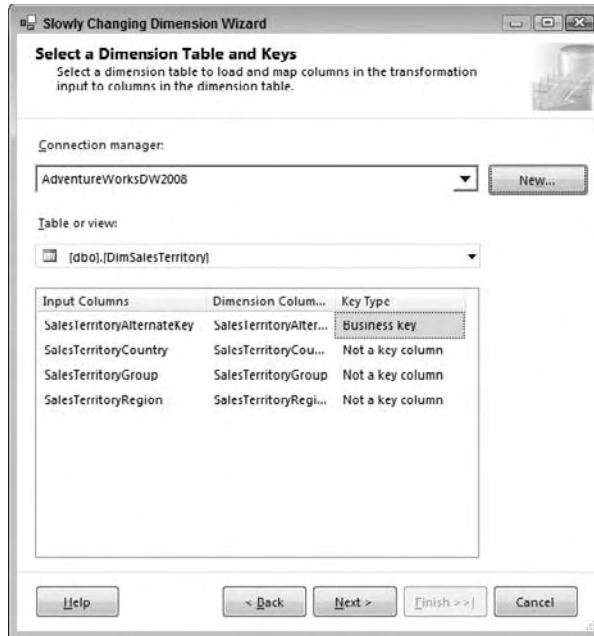 Slowly Changing Dimension Wizard
Select a Dimension Table and Keys
Select a dimension table to load and map columns in the transformation
input to columns in the dimension table.
Connection manager:
AdventureWorksDW2008
New...
Table or view:
[dbo].[DimSalesTerritory]
Input Columns Dimension Colum... Key Type
SalesTerritoryAlternateKey SalesTerritoryAlter... Business key
SalesTerritoryCountry SalesTerritoryCou... Not a key column
SalesTerritoryGroup SalesTerritoryGroup Not a key column
SalesTerritoryRegion SalesTerritoryRegi... Not a key column
Help < Back Next > Finish >>| Cancel